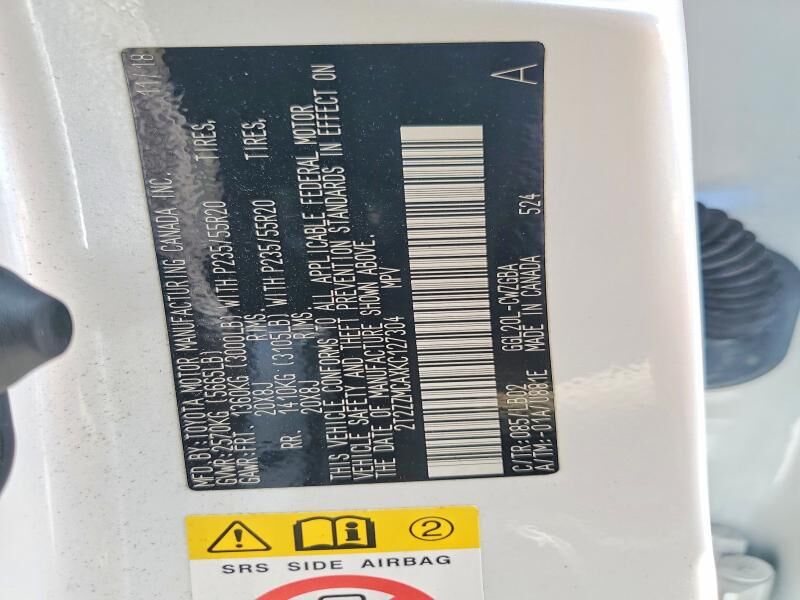 MFD.BY:TOYOTA MOTOR MANUFACTURING CANADA INC. 11/18
GVWR:2570KG (5665LB)
GAWR:FRT 1360KG (3000LB) WITH P235/55R20 TIRES,
20X8J RIMS,
RR. 1410KG (3105LB) WITH P235/55R20 TIRES,
20X8J RIMS.
THIS VEHICLE CONFORMS TO ALL APPLICABLE FEDERAL MOTOR
VEHICLE SAFETY AND THEFT PREVENTION STANDARDS IN EFFECT ON
THE DATE OF MANUFACTURE SHOWN ABOVE.
2T2ZZMCAXKC127304 MPV
A
C/TR:085/LB02 GGL20L-CWZGBA
A/TM:-01A/U881E MADE IN CANADA 524
2
SRS SIDE AIRBAG